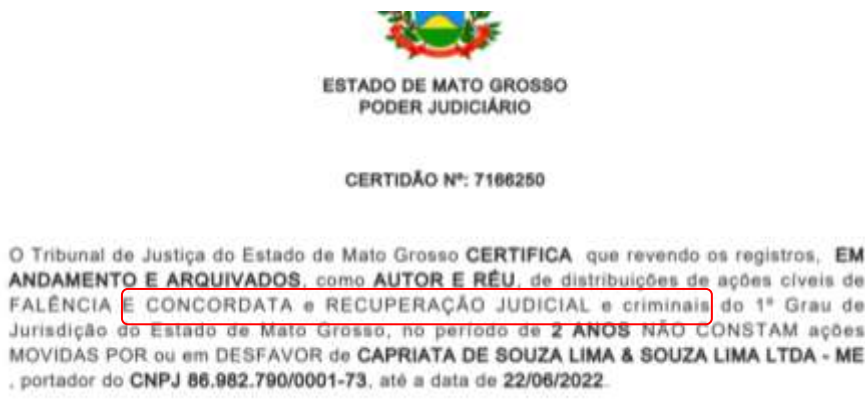 ESTADO DE MATO GROSSO
PODER JUDICIÁRIO
CERTIDÃO Nº: 7166250
O Tribunal de Justiça do Estado de Mato Grosso CERTIFICA que revendo os registros, EM
ANDAMENTO E ARQUIVADOS, como AUTOR E RÉU, de distribuições de ações cíveis de
FALÊNCIA E CONCORDATA e RECUPERAÇÃO JUDICIAL e criminais do 1º Grau de
Jurisdição do Estado de Mato Grosso, no período de 2 ANOS NÃO CONSTAM ações
MOVIDAS POR ou em DESFAVOR de CAPRIATA DE SOUZA LIMA & SOUZA LIMA LTDA - ME
, portador do CNPJ 86.982.790/0001-73, até a data de 22/06/2022.